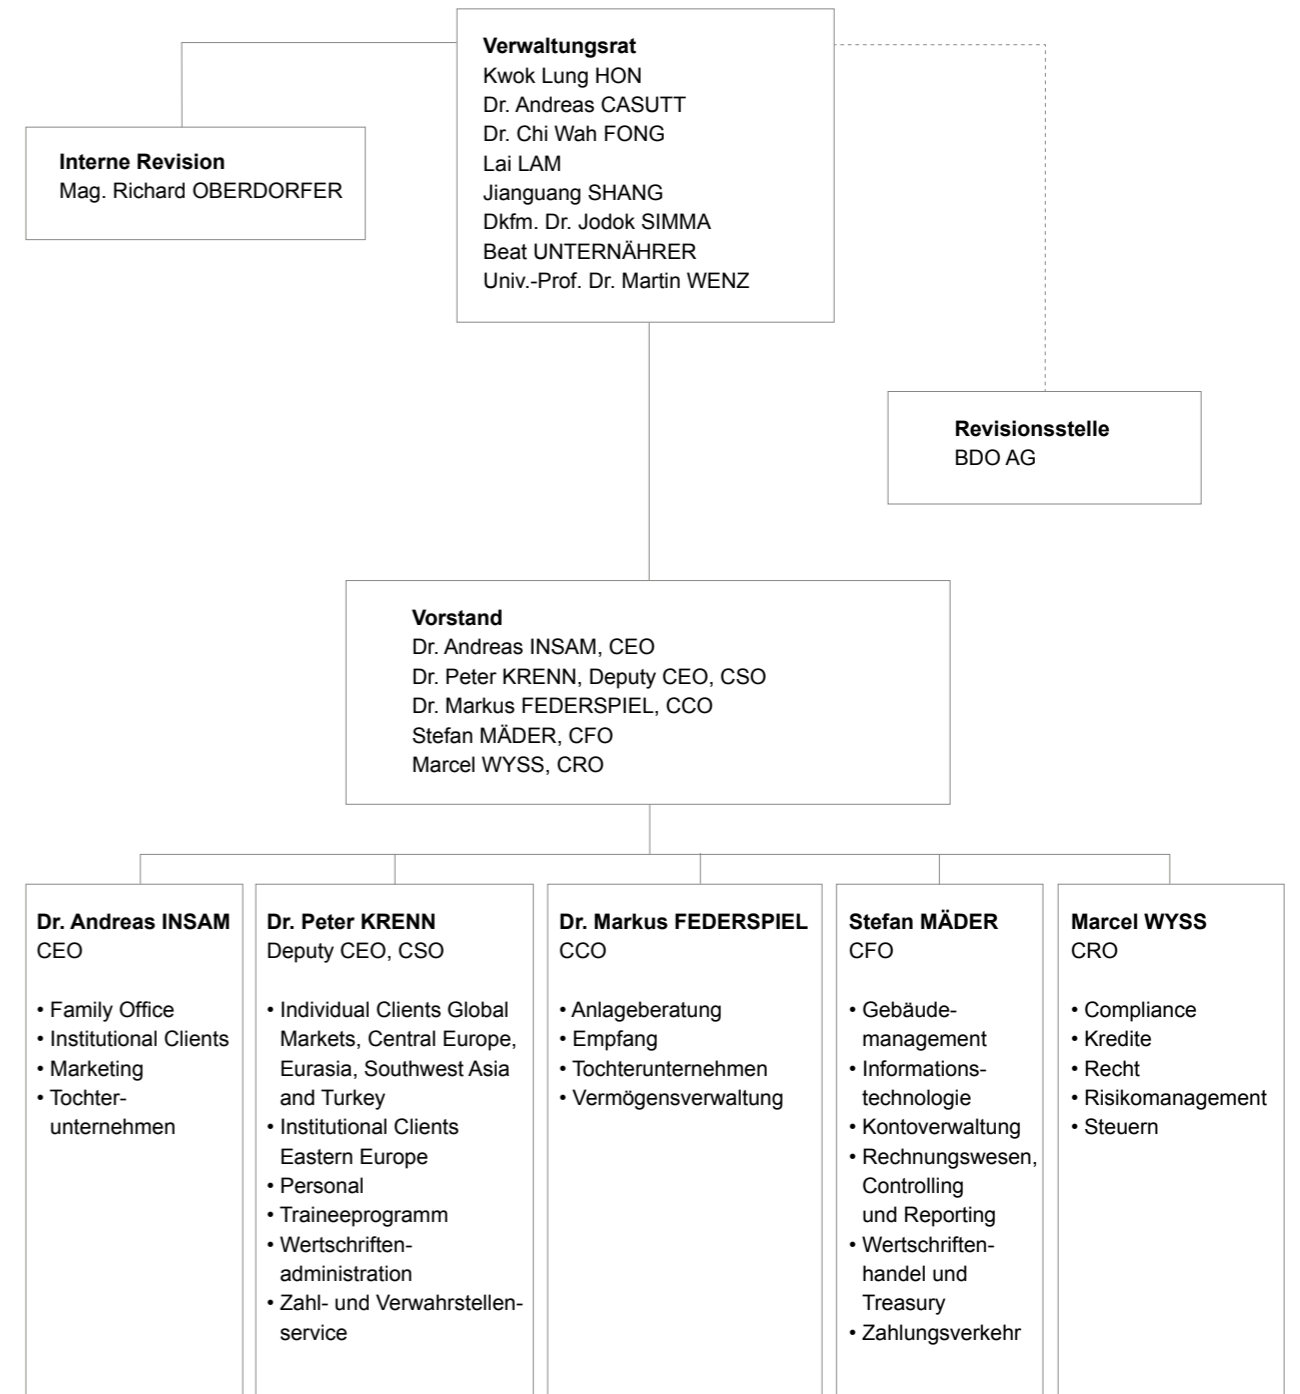 Verwaltungsrat
Kwok Lung HON
Dr. Andreas CASUTT
Dr. Chi Wah FONG
Lai LAM
Jianguang SHANG
Dkfm. Dr. Jodok SIMMA
Beat UNTERNÄHRER
Univ.-Prof. Dr. Martin WENZ
Interne Revision
Mag. Richard OBERDORFER
Revisionsstelle
BDO AG
Vorstand
Dr. Andreas INSAM, CEO
Dr. Peter KRENN, Deputy CEO, CSO
Dr. Markus FEDERSPIEL, CCO
Stefan MÄDER, CFO
Marcel WYSS, CRO
Dr. Andreas INSAM
CEO
• Family Office
• Institutional Clients
• Marketing
• Tochter-
unternehmen
Dr. Peter KRENN
Deputy CEO, CSO
• Individual Clients Global
Markets, Central Europe,
Eurasia, Southwest Asia
and Turkey
• Institutional Clients
Eastern Europe
• Personal
• Traineeprogramm
• Wertschriften-
administration
• Zahl- und Verwahrstellen-
service
Dr. Markus FEDERSPIEL
CCO
• Anlageberatung
• Empfang
• Tochterunternehmen
• Vermögensverwaltung
Stefan MÄDER
CFO
• Gebäude-
management
• Informations-
technologie
• Kontoverwaltung
• Rechnungswesen,
Controlling
und Reporting
• Wertschriften-
handel und
Treasury
• Zahlungsverkehr
Marcel WYSS
CRO
• Compliance
• Kredite
• Recht
• Risikomanagement
• Steuern